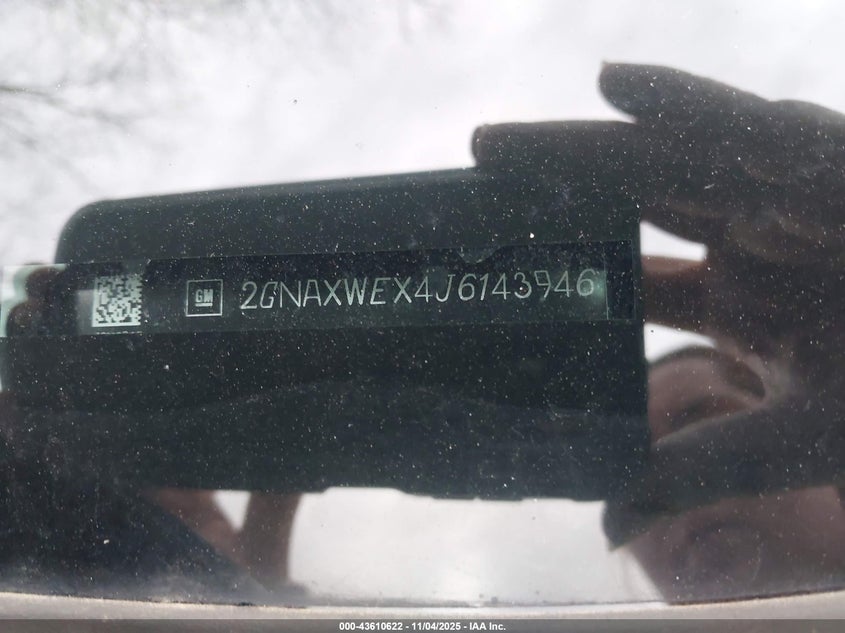 GM 2GNAXWEX4J6143946
000-43610622 - 11/04/2025 - IAA Inc.